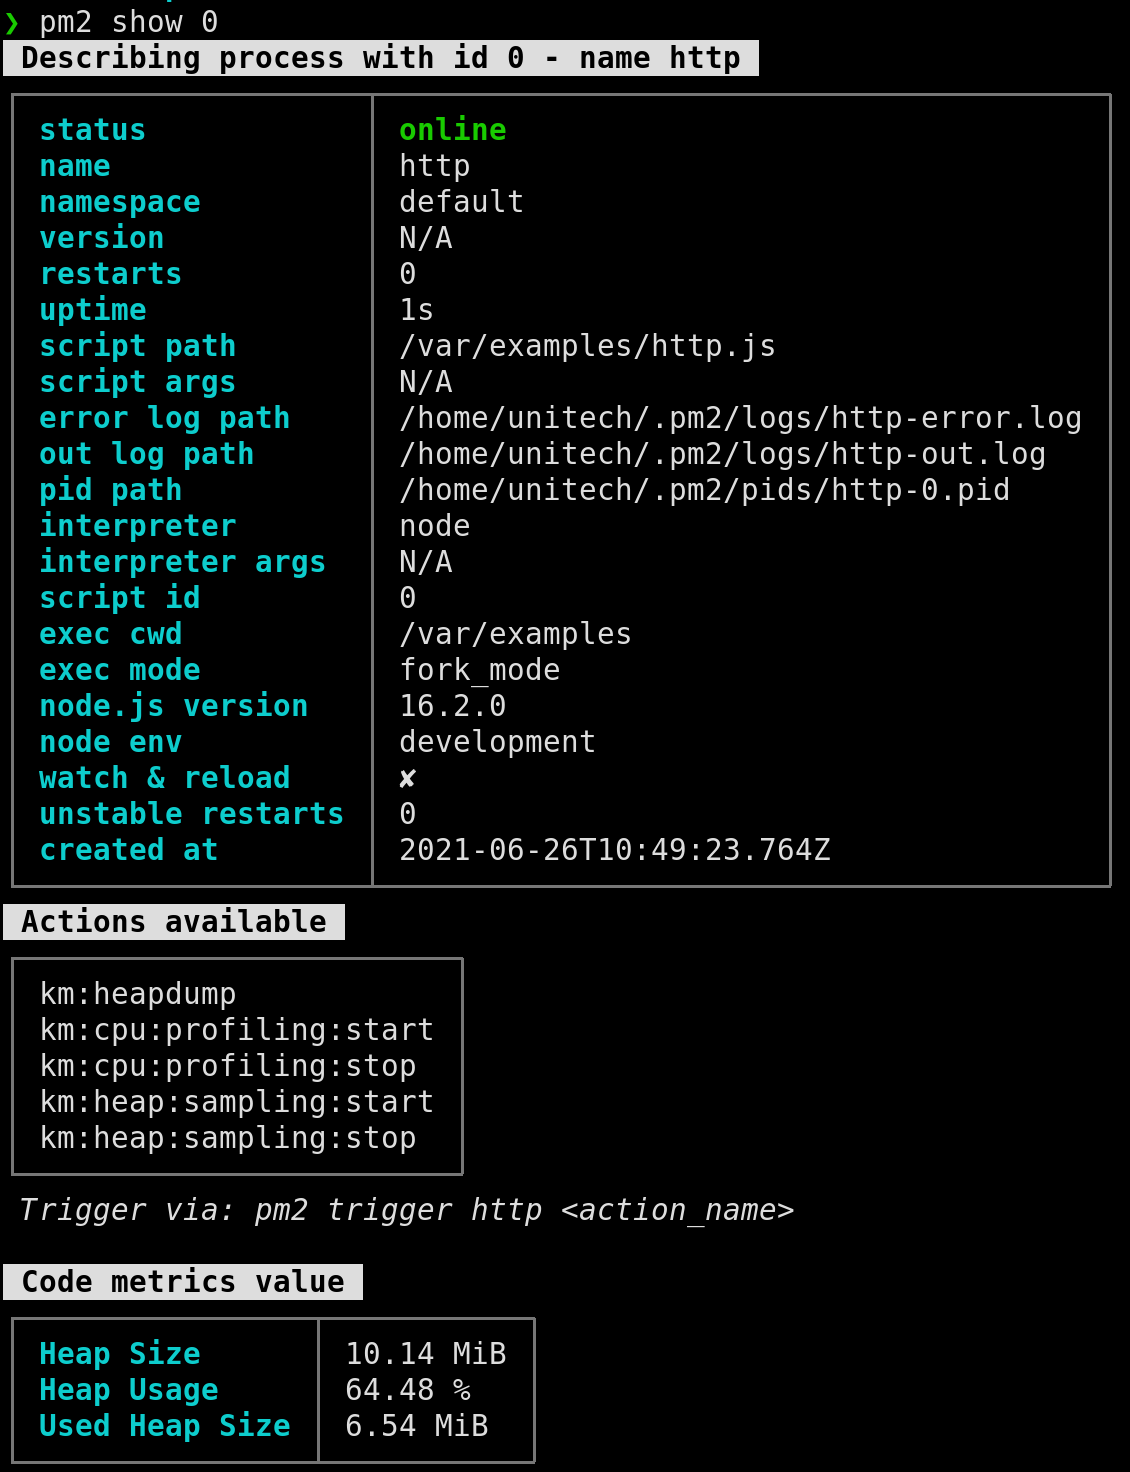 ❯ pm2 show 0
Describing process with id 0 - name http
status online
name http
namespace default
version N/A
restarts 0
uptime 1s
script path /var/examples/http.js
script args N/A
error log path /home/unitech/.pm2/logs/http-error.log
out log path /home/unitech/.pm2/logs/http-out.log
pid path /home/unitech/.pm2/pids/http-0.pid
interpreter node
interpreter args N/A
script id 0
exec cwd /var/examples
exec mode fork_mode
node.js version 16.2.0
node env development
watch & reload ✘
unstable restarts 0
created at 2021-06-26T10:49:23.764Z
Actions available
km:heapdump
km:cpu:profiling:start
km:cpu:profiling:stop
km:heap:sampling:start
km:heap:sampling:stop
Trigger via: pm2 trigger http <action_name>
Code metrics value
Heap Size 10.14 MiB
Heap Usage 64.48 %
Used Heap Size 6.54 MiB